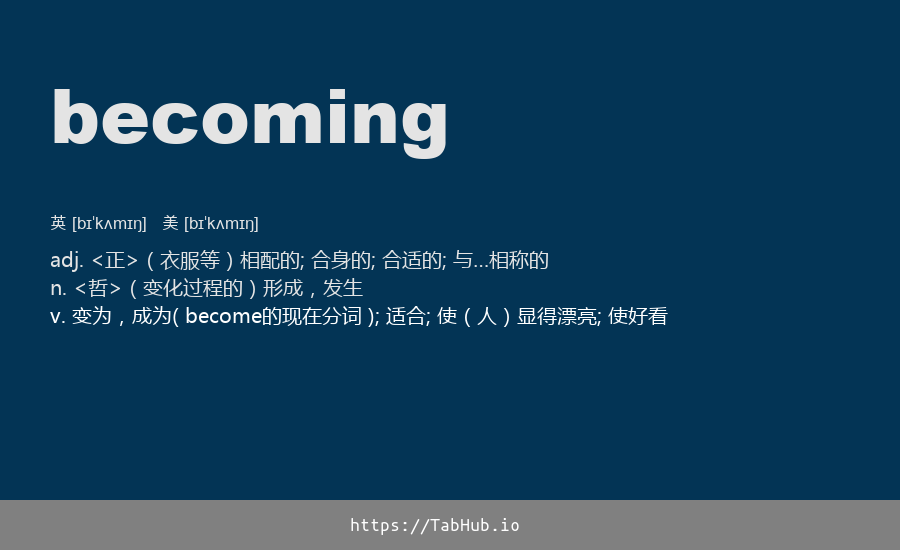 becoming
英 [bɪˈkʌmɪŋ] 美 [bɪˈkʌmɪŋ]
adj. <正>（衣服等）相配的; 合身的; 合适的; 与…相称的
n. <哲>（变化过程的）形成，发生
v. 变为，成为( become的现在分词 ); 适合; 使（人）显得漂亮; 使好看
https://TabHub.io